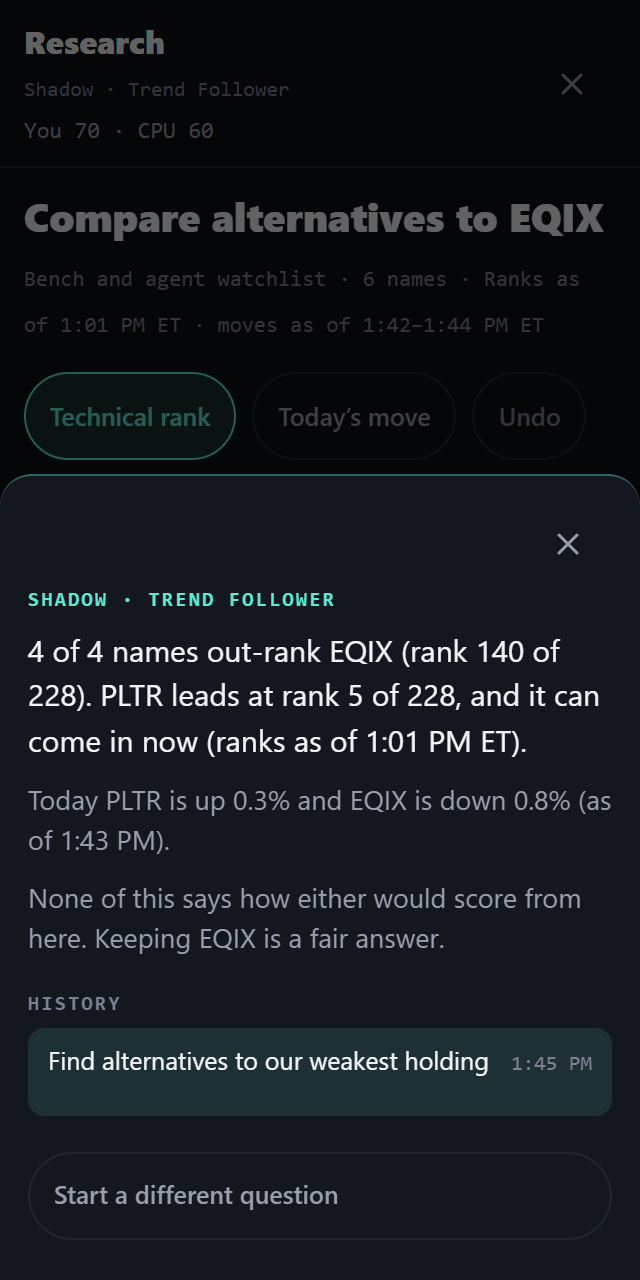 Research
Shadow · Trend Follower
You 70 · CPU 60
Compare alternatives to EQIX
Bench and agent watchlist · 6 names · Ranks as
of 1:01 PM ET · moves as of 1:42–1:44 PM ET
Technical rank
Today’s move
Undo
SHADOW · TREND FOLLOWER
4 of 4 names out-rank EQIX (rank 140 of
228). PLTR leads at rank 5 of 228, and it can
come in now (ranks as of 1:01 PM ET).
Today PLTR is up 0.3% and EQIX is down 0.8% (as
of 1:43 PM).
None of this says how either would score from
here. Keeping EQIX is a fair answer.
HISTORY
Find alternatives to our weakest holding 1:45 PM
Start a different question